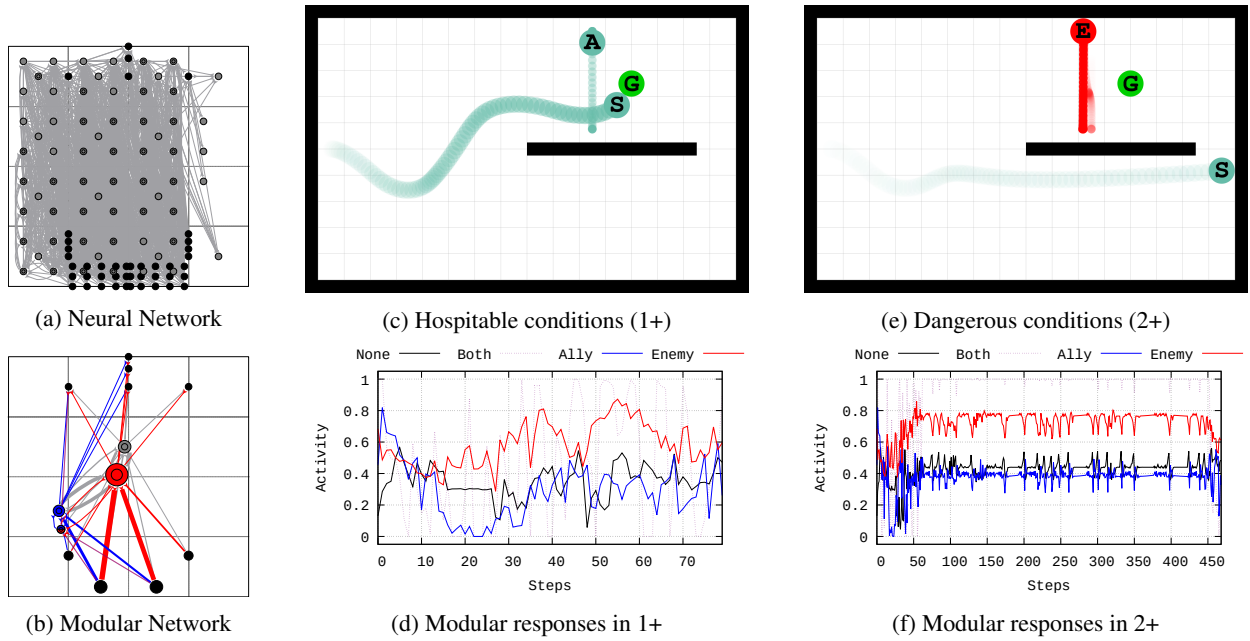 A
G
S
E
G
S
(a) Neural Network
(c) Hospitable conditions (1+)
(e) Dangerous conditions (2+)
None Both Ally Enemy
1
0.8
0.6
0.4
0.2
0
Activity
0 10 20 30 40 50 60 70
Steps
None Both Ally Enemy
1
0.8
0.6
0.4
0.2
0
Activity
0 50 100 150 200 250 300 350 400 450
Steps
(b) Modular Network
(d) Modular responses in 1+
(f) Modular responses in 2+